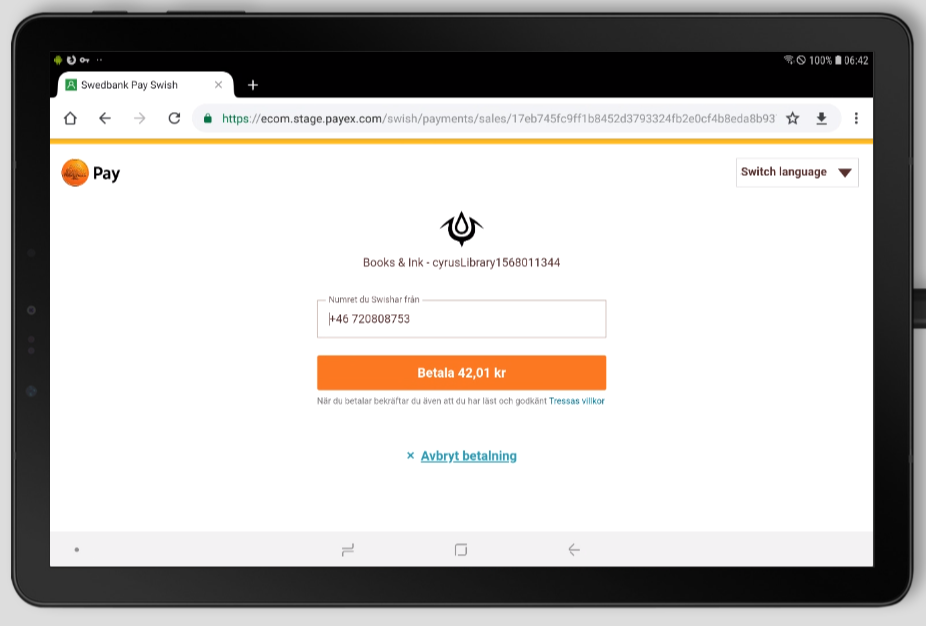 100% 06:42
Swedbank Pay Swish
https://ecom.stage.payex.com/swish/payments/sales/17eb745fc9ff1b8452d3793324fb2e0cf4b8eda8b93
Pay
Switch language
Books & Ink - cyrusLibrary1568011344
Numret du Swishar från
+46 720808753
Betala 42,01 kr
När du betalar bekräftar du även att du har läst och godkänt Tressas villkor
Avbryt betalning